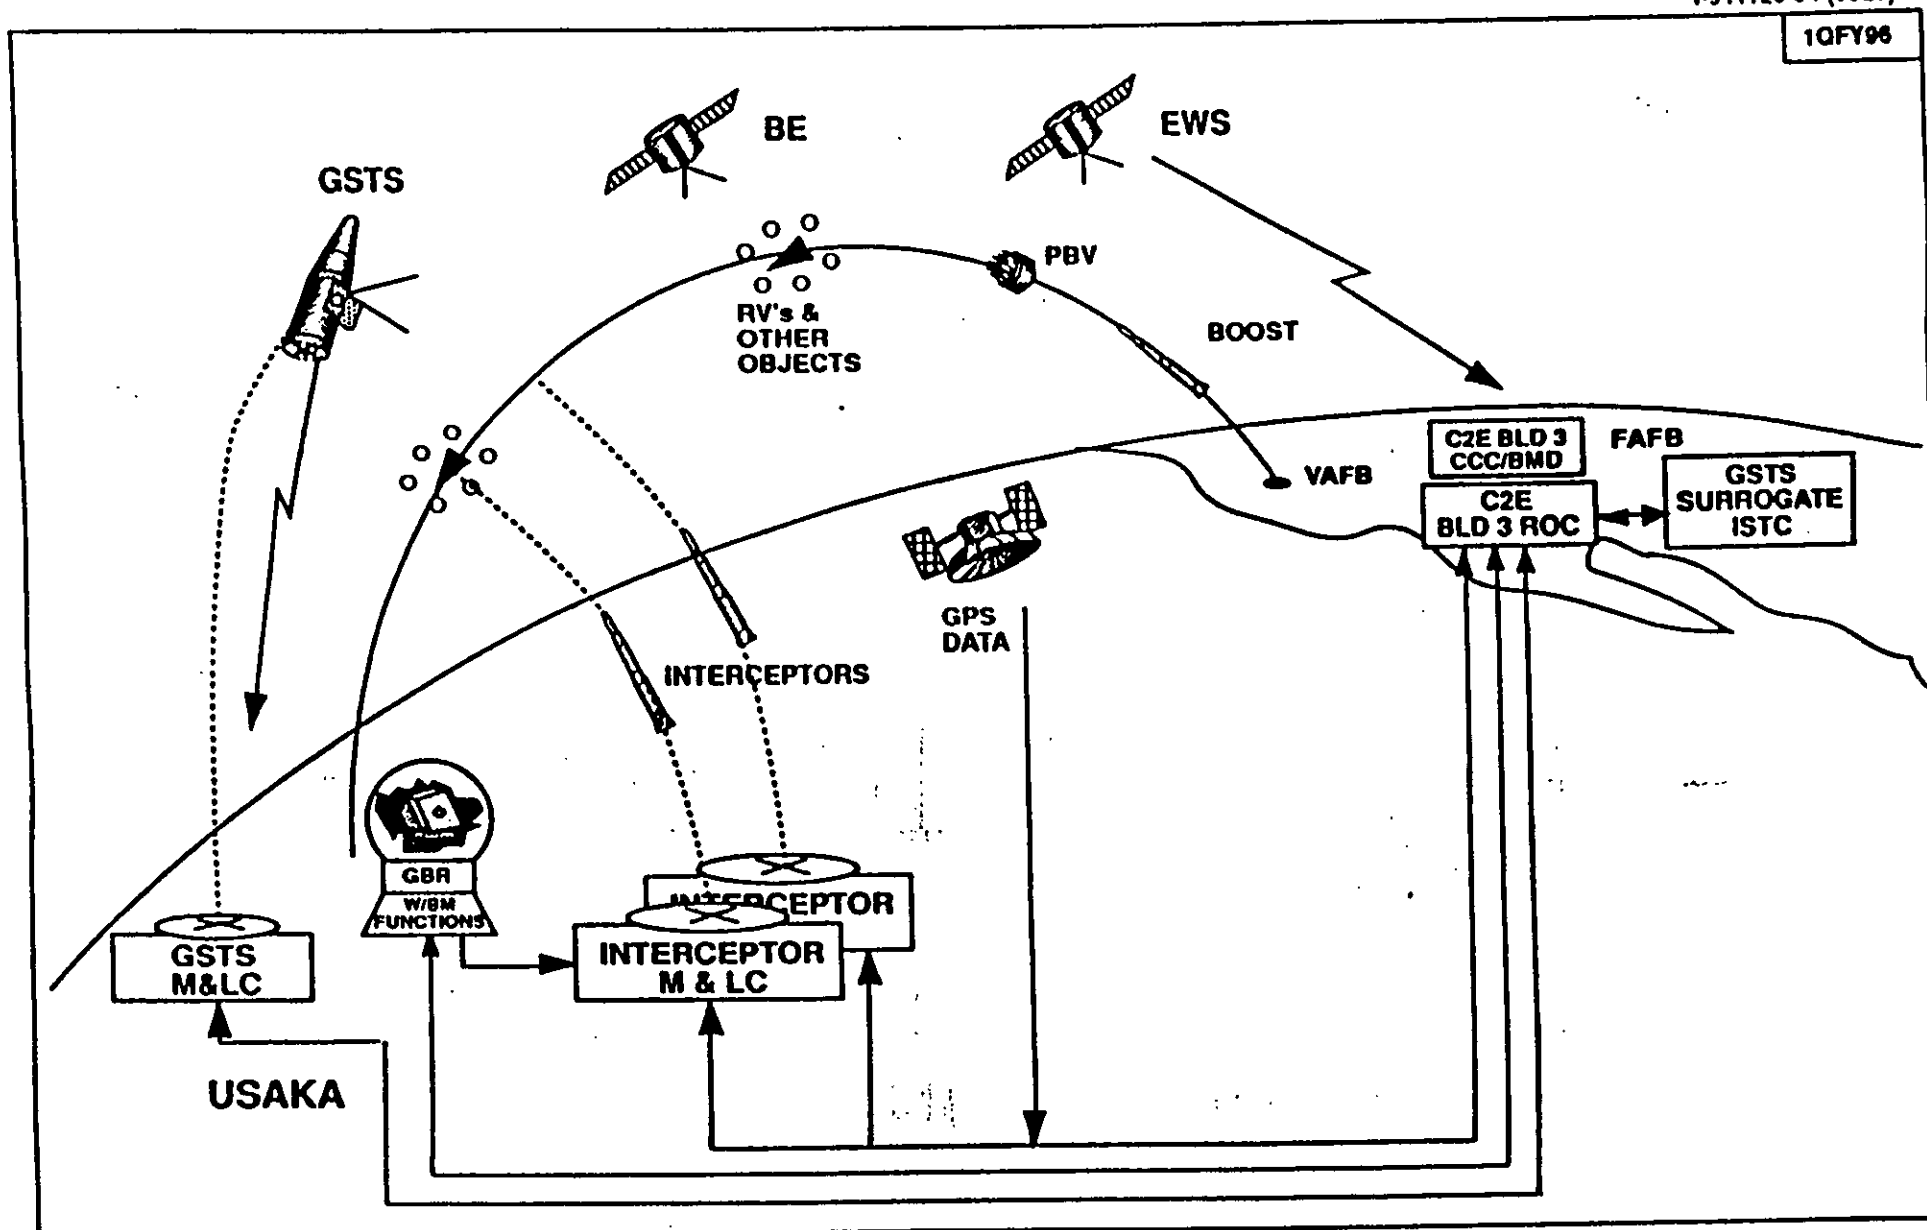 1QFY96
BE
EWS
GSTS
PBV
RV's &
OTHER
OBJECTS
BOOST
C2E BLD 3
CCC/BMD
FAFB
VAFB
GSTS
SURROGATE
ISTC
C2E
BLD 3 ROC
GPS
DATA
INTERCEPTORS
GBR
W/BM
FUNCTIONS
INTERCEPTOR
GSTS
M&LC
INTERCEPTOR
M & LC
USAKA